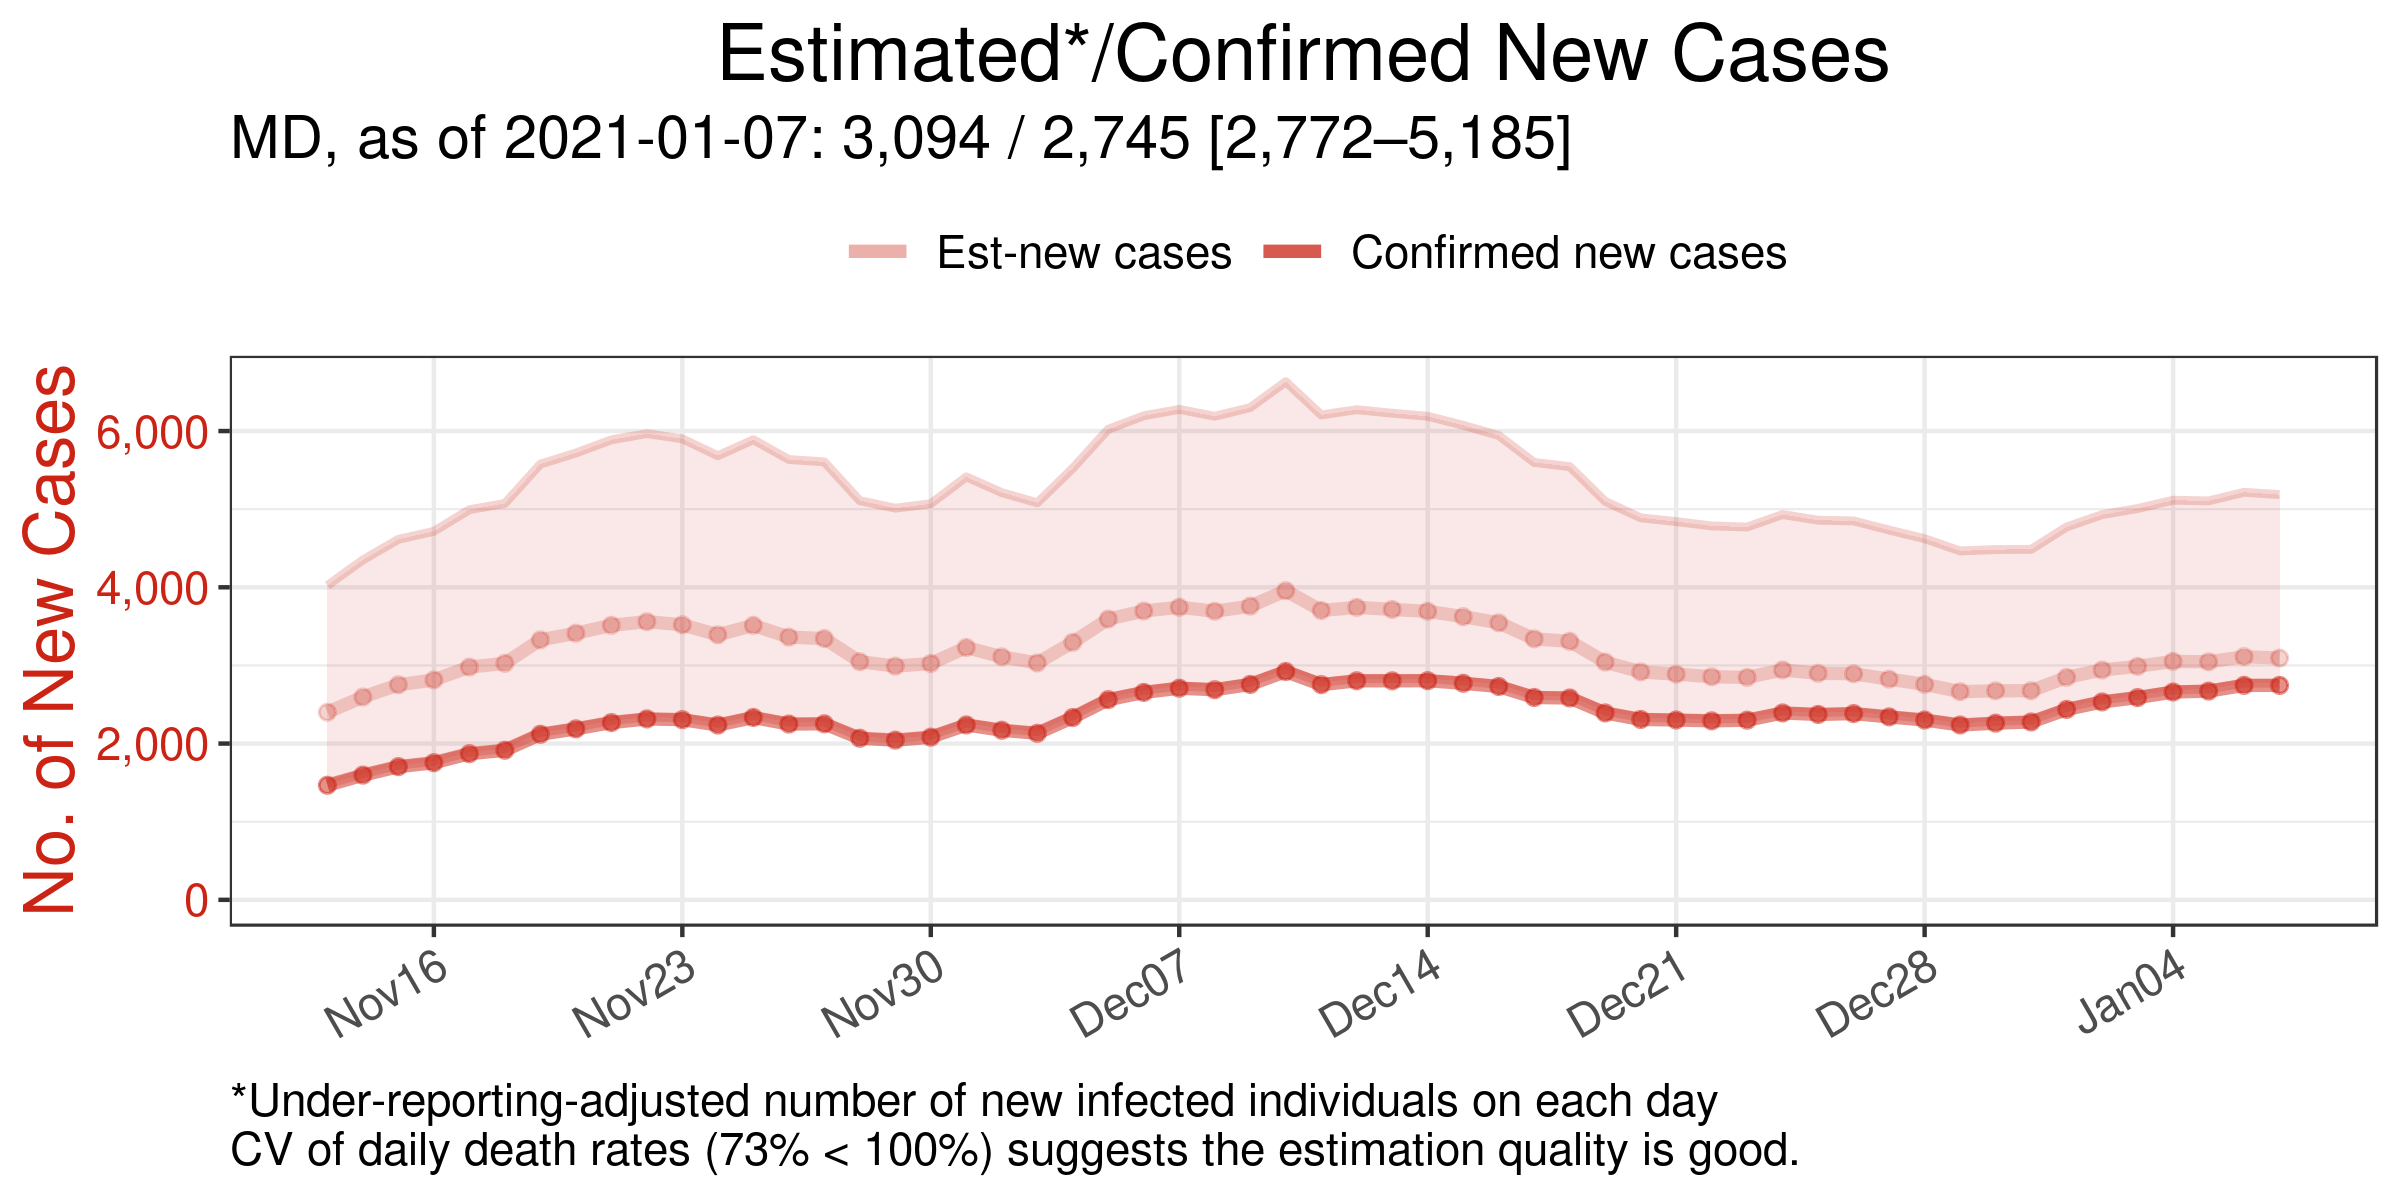 Estimated*/Confirmed New Cases
MD, as of 2021-01-07: 3,094 / 2,745 [2,772–5,185]
Est-new cases
Confirmed new cases
No. of New Cases
6,000
4,000
2,000
0
Nov16
Nov23
Nov30
Dec07
Dec14
Dec21
Dec28
Jan04
*Under-reporting-adjusted number of new infected individuals on each day
CV of daily death rates (73% < 100%) suggests the estimation quality is good.